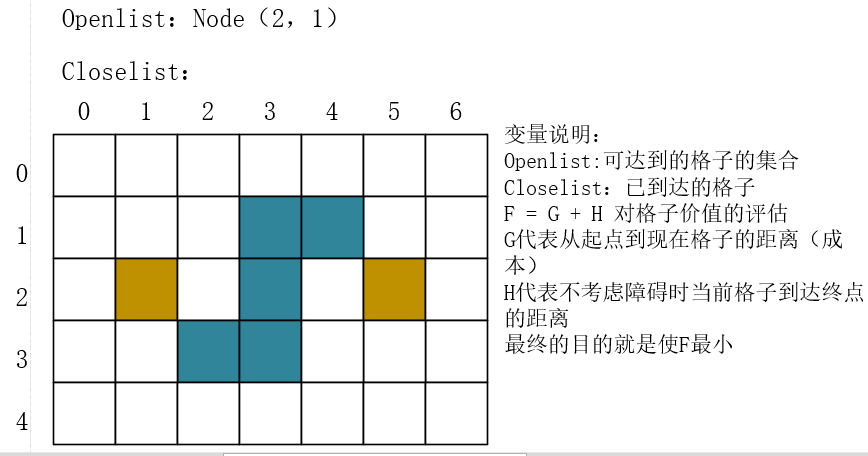 Openlist：Node（2，1）
Closelist：
0 1 2 3 4 5 6
0
1
2
3
4
变量说明：
Openlist:可达到的格子的集合
Closelist：已到达的格子
F = G + H 对格子价值的评估
G代表从起点到现在格子的距离（成
本）
H代表不考虑障碍时当前格子到达终点
的距离
最终的目的就是使F最小